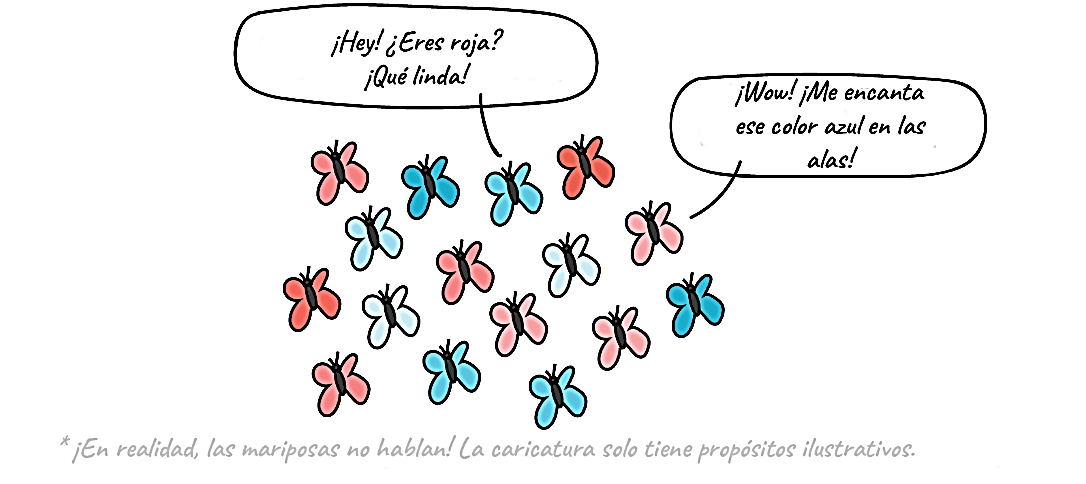 ¡Hey! ¿Eres roja?
¡Qué linda!
¡Wow! ¡Me encanta
ese color azul en las
alas!
* ¡En realidad, las mariposas no hablan! La caricatura solo tiene propósitos ilustrativos.